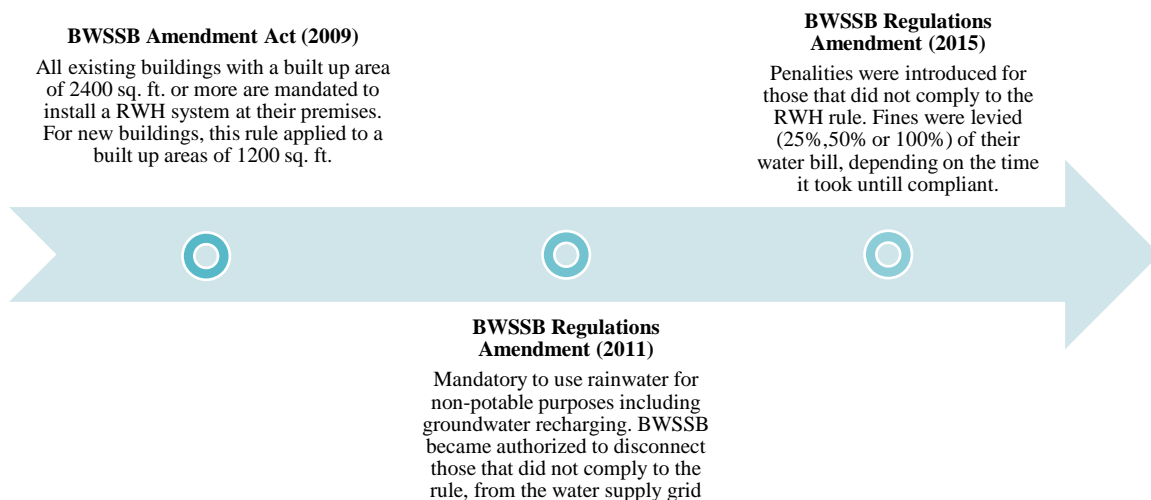 BWSSB Amendment Act (2009)
All existing buildings with a built up area
of 2400 sq. ft. or more are mandated to
install a RWH system at their premises.
For new buildings, this rule applied to a
built up areas of 1200 sq. ft.
BWSSB Regulations
Amendment (2011)
Mandatory to use rainwater for
non-potable purposes including
groundwater recharging. BWSSB
became authorized to disconnect
those that did not comply to the
rule, from the water supply grid
BWSSB Regulations
Amendment (2015)
Penalities were introduced for
those that did not comply to the
RWH rule. Fines were levied
(25%,50% or 100%) of their
water bill, depending on the time
it took untill compliant.